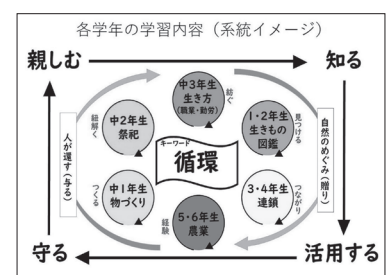 各学年の学習内容（系統イメージ）
親しむ
知る
中3年生
生き方
（職業・勤労）
紡ぐ
中2年生
祭祀
紐解く
1・2年生
生きもの
図鑑
見つける
キーワード
循環
人が還す（与る）
自然のめぐみ（贈り）
中1年生
物づくり
つくる
3・4年生
連鎖
つながり
5・6年生
農業
経験
守る
活用する